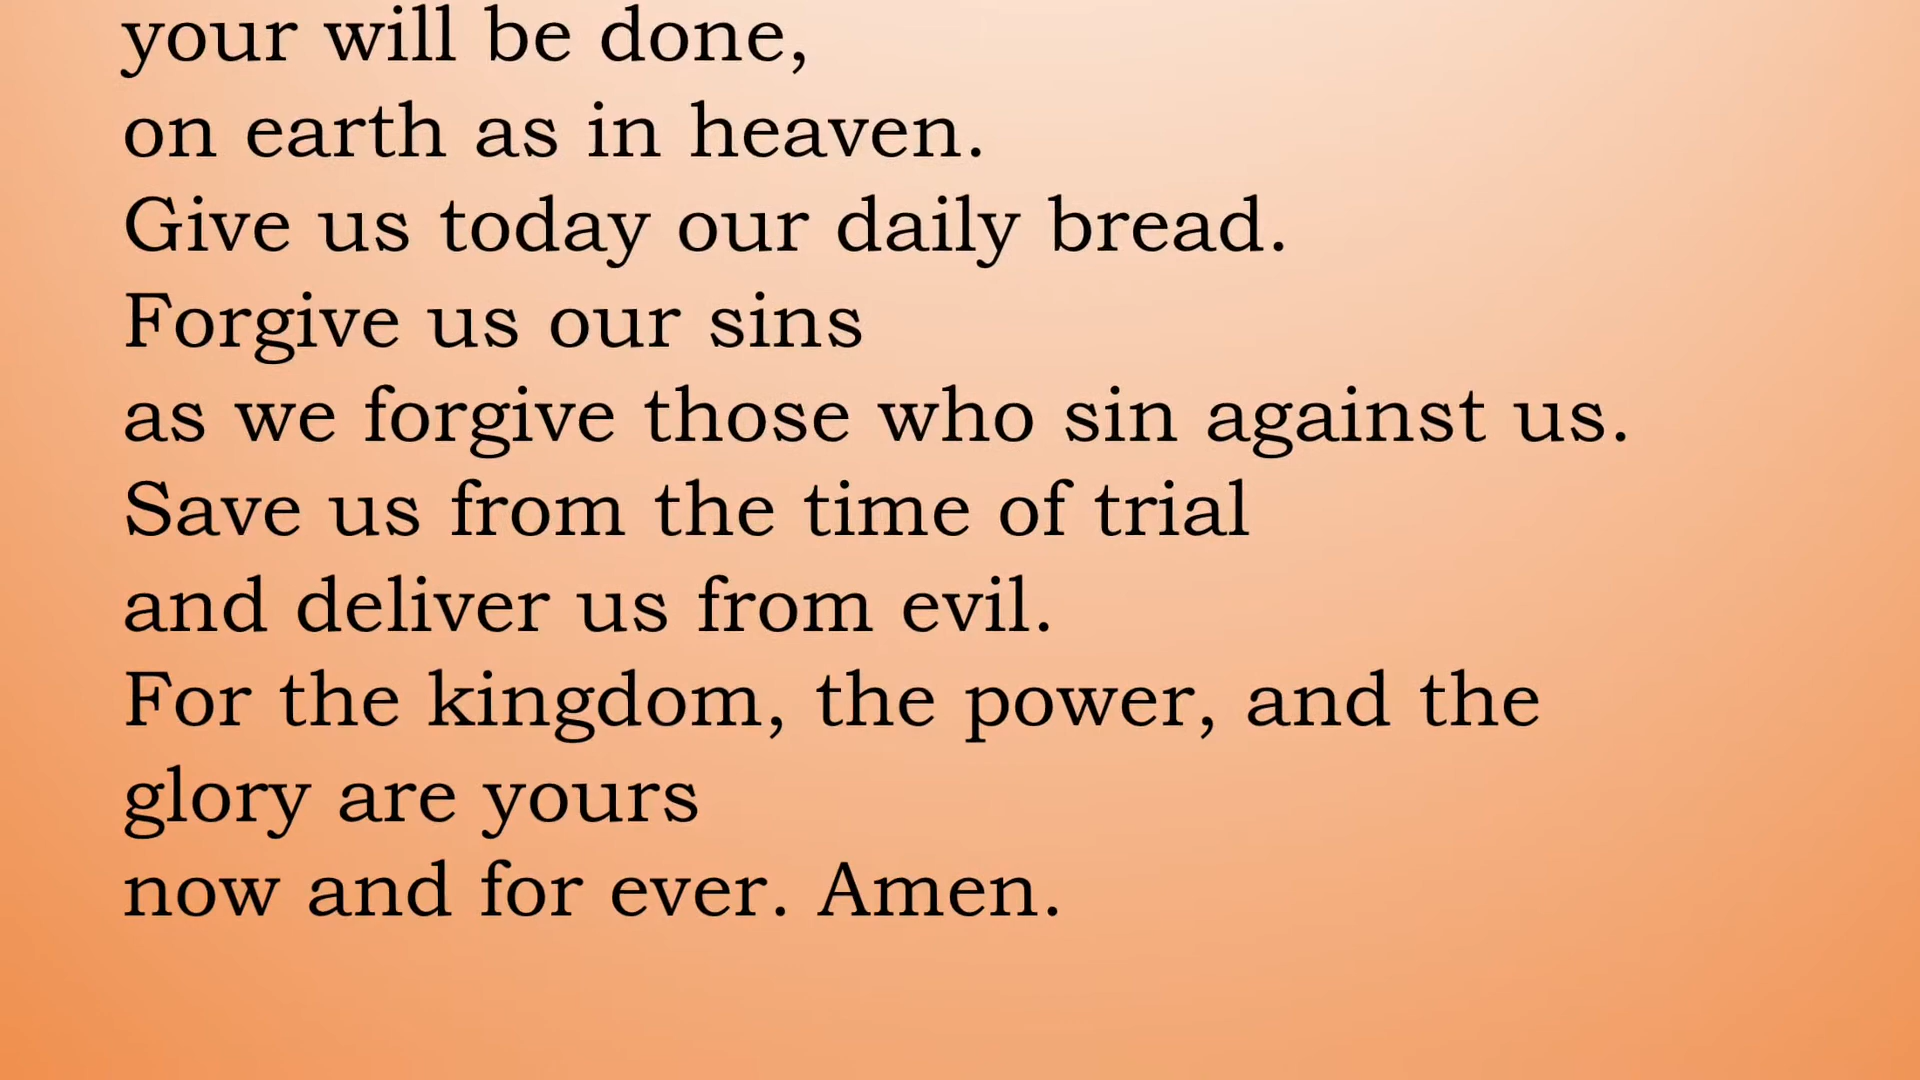 your will be done,
on earth as in heaven.
Give us today our daily bread.
Forgive us our sins
as we forgive those who sin against us.
Save us from the time of trial
and deliver us from evil.
For the kingdom, the power, and the
glory are yours
now and for ever. Amen.